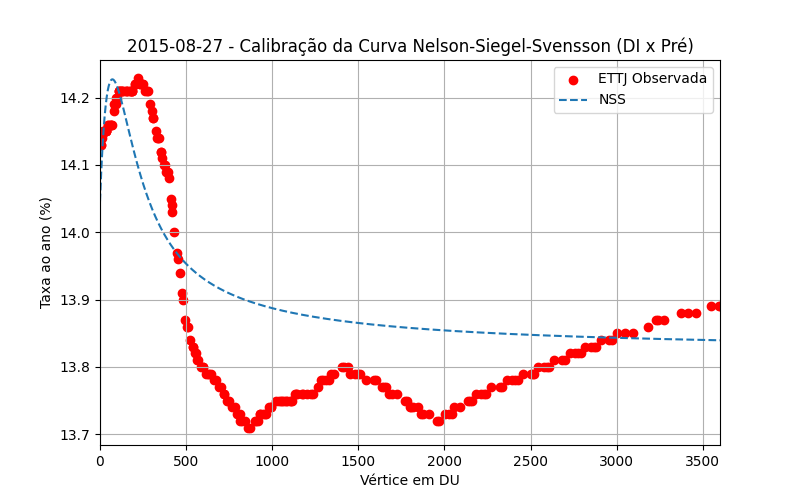 2015-08-27 - Calibração da Curva Nelson-Siegel-Svensson (DI x Pré)
ETTJ Observada
NSS
Taxa ao ano (%)
14.2
14.1
14.0
13.9
13.8
13.7
0 500 1000 1500 2000 2500 3000 3500
Vértice em DU